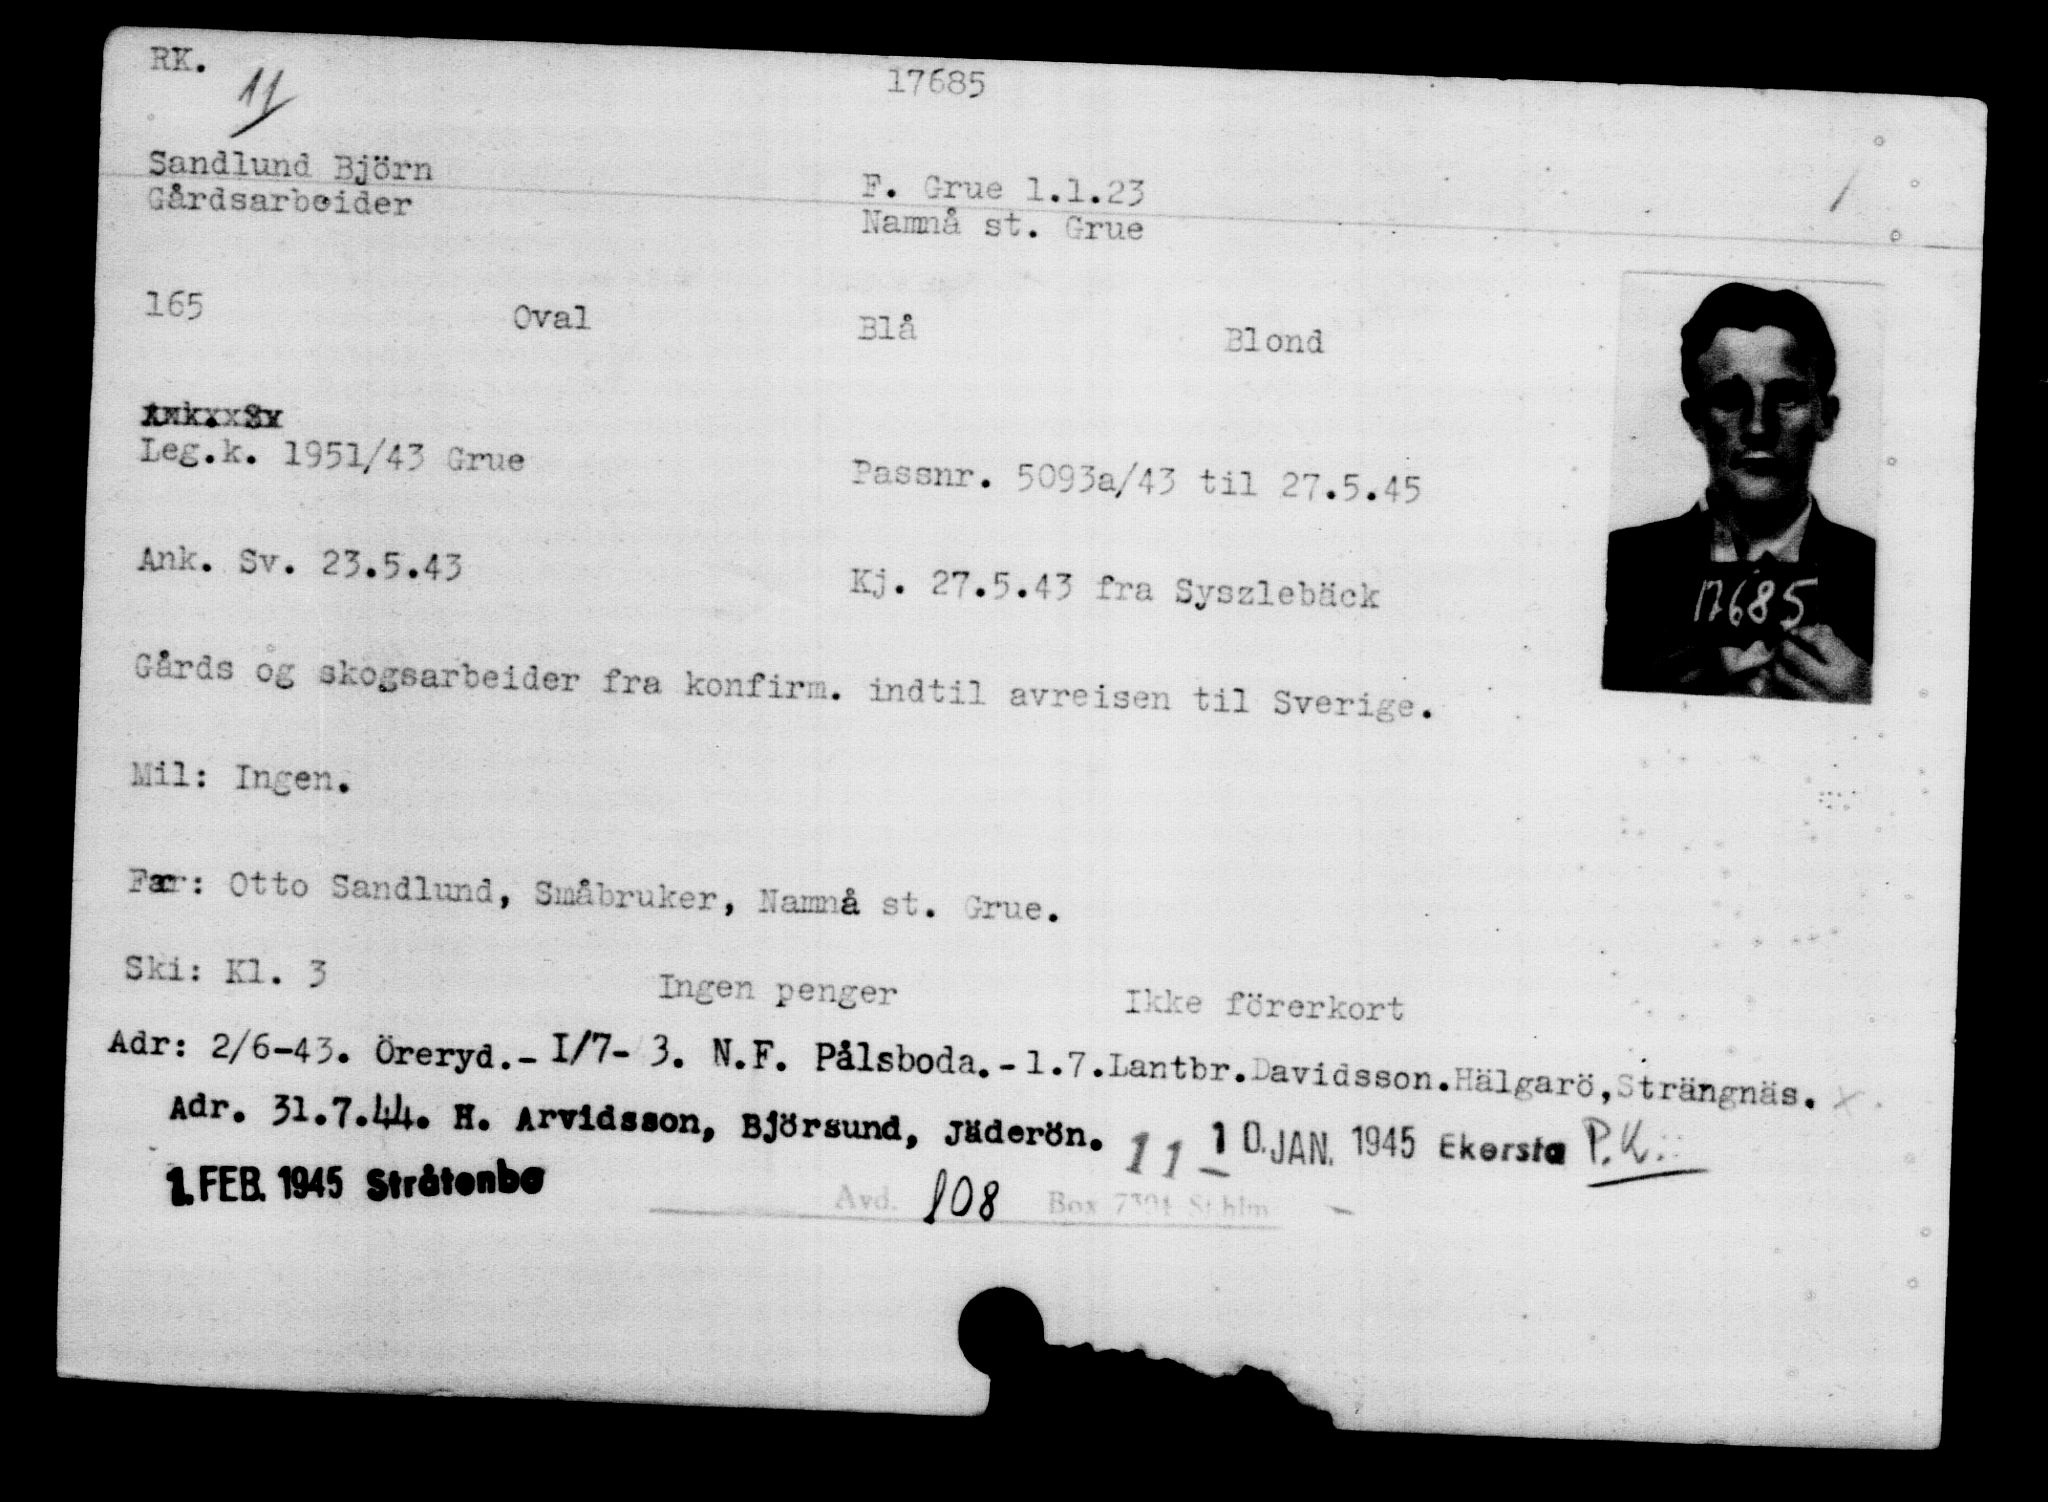 RK.
11
17685
Sandlund Björn
F. Grue 1.1.23
Gårdsarbeider
Namnå st. Grue
165 Oval Blå Blond
Leg.k. 1951/43 Grue
Passnr. 5093a/43 til 27.5.45
Ank. Sv. 23.5.43
Kj. 27.5.43 fra Syszlebäck
17685
Gårds og skogsarbeider fra konfirm. indtil avreisen til Sverige.
Mil: Ingen.
Far: Otto Sandlund, Småbruker, Namnå st. Grue.
Ski: Kl. 3 Ingen penger Ikke förerkort
Adr: 2/6-43. Öreryd.- I/7- 3. N.F. Pålsboda.-1.7.Lantbr.Davidsson.Hälgarö,Strängnäs.
Adr. 31.7.44. H. Arvidsson, Björsund, Jäderön. 11 10. JAN. 1945 Ekersta P.K.
1. FEB. 1945 Stråtenbo
Avd. 108 Box 7301 Sthlm